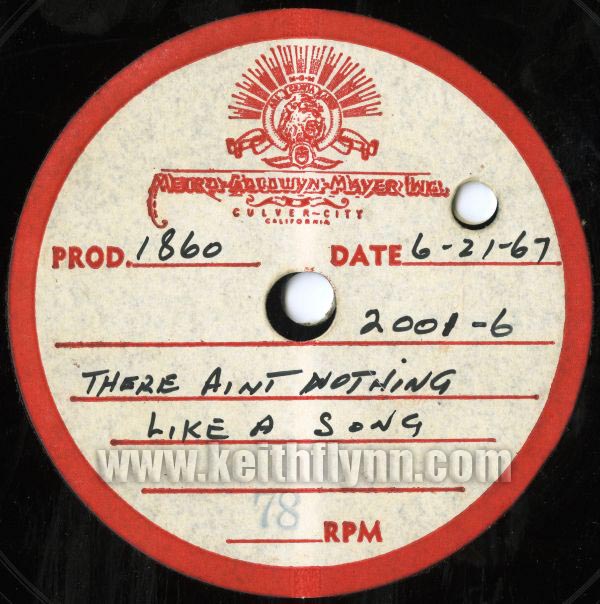 M-G-M
METRO-GOLDWYN-MAYER INC.
CULVER-CITY
CALIFORNIA
PROD. 1860 DATE 6-21-67
2001-6
THERE AINT NOTHING
LIKE A SONG
www.keithflynn.com
78 RPM